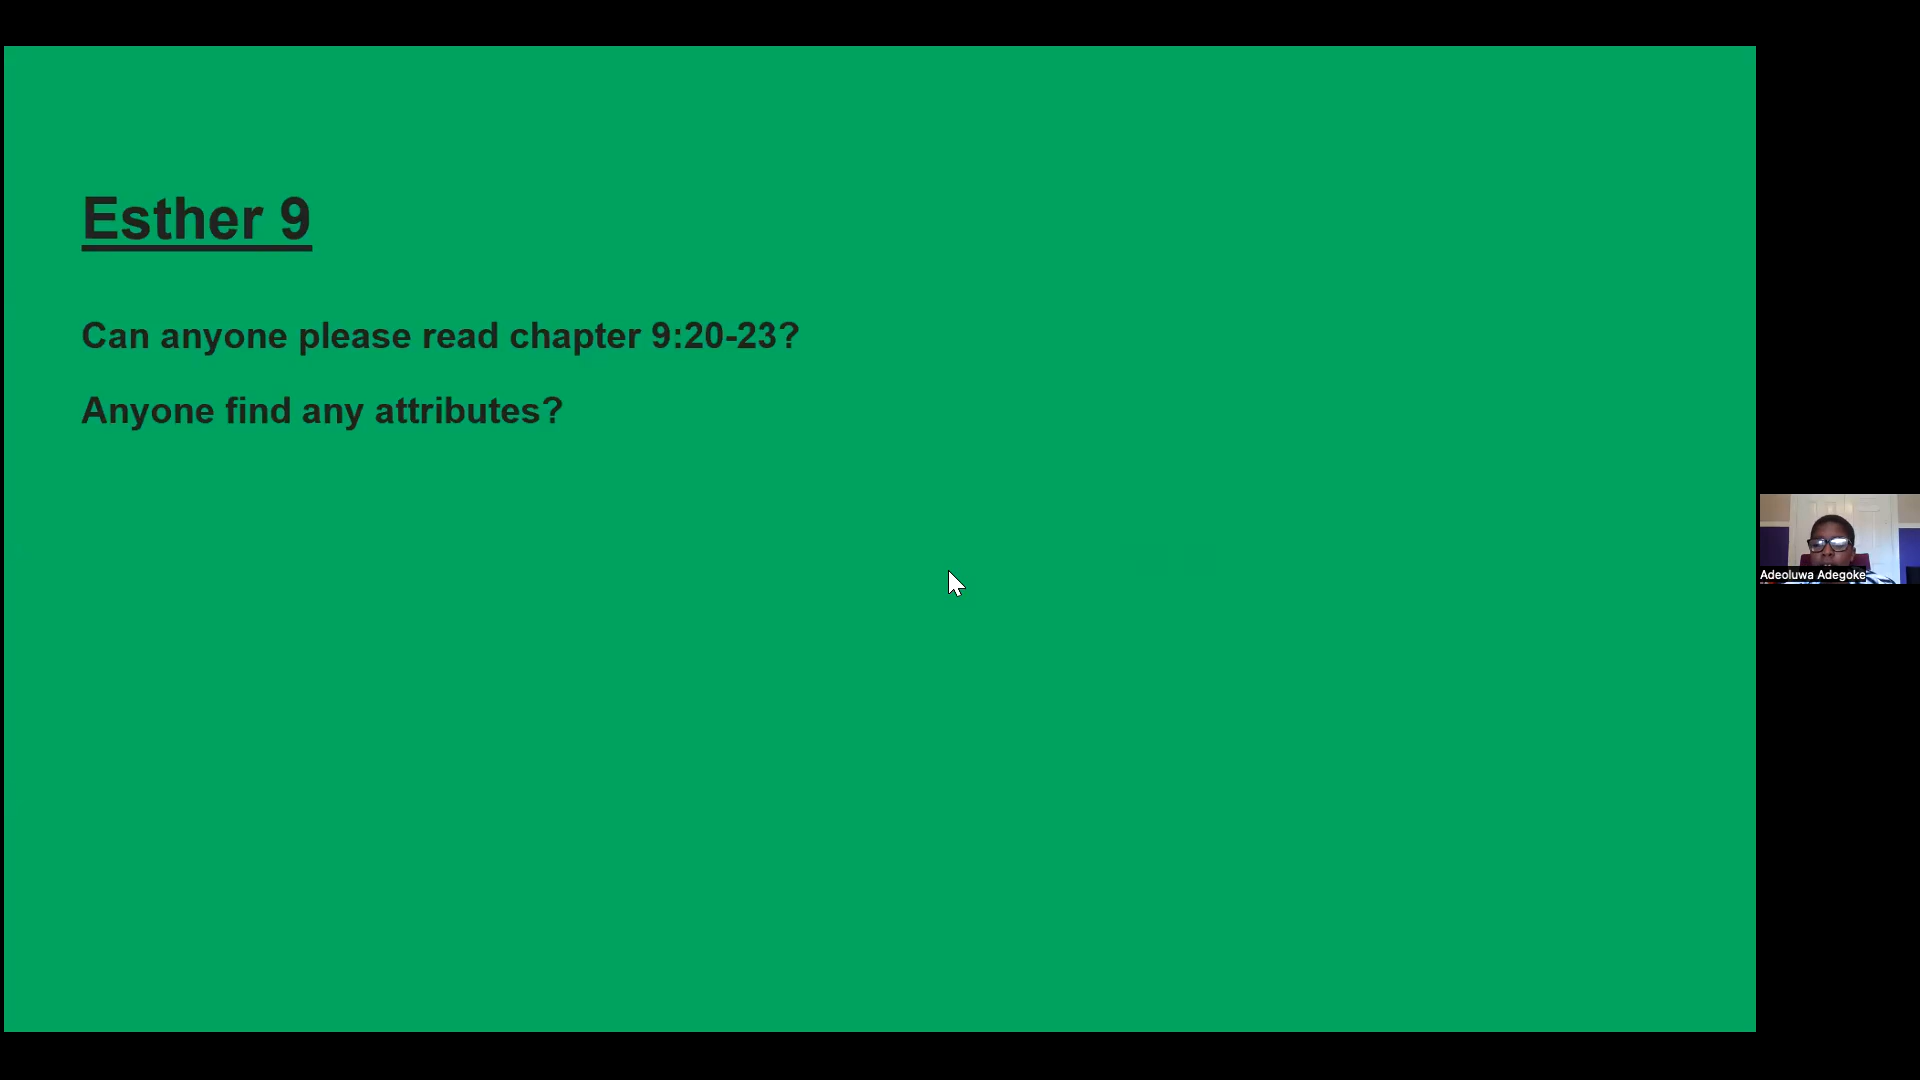 Esther 9
Can anyone please read chapter 9:20-23?
Anyone find any attributes?
Adeoluwa Adegoke